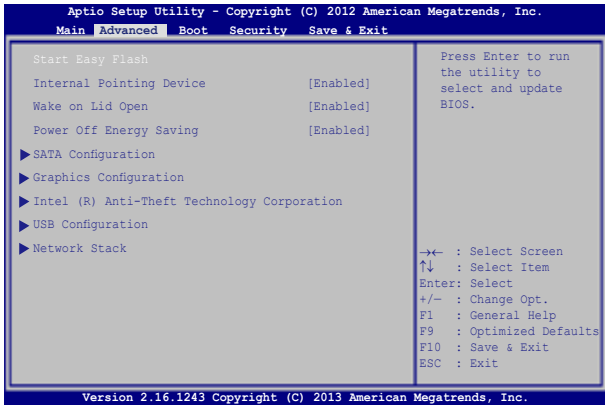 Aptio Setup Utility - Copyright (C) 2012 American Megatrends, Inc.
Main Advanced Boot Security Save & Exit
Start Easy Flash
Internal Pointing Device [Enabled]
Wake on Lid Open [Enabled]
Power Off Energy Saving [Enabled]
SATA Configuration
Graphics Configuration
Intel (R) Anti-Theft Technology Corporation
USB Configuration
Network Stack
Press Enter to run
the utility to
select and update
BIOS.
→← : Select Screen
↑↓ : Select Item
Enter: Select
+/— : Change Opt.
F1 : General Help
F9 : Optimized Defaults
F10 : Save & Exit
ESC : Exit
Version 2.16.1243 Copyright (C) 2013 American Megatrends, Inc.